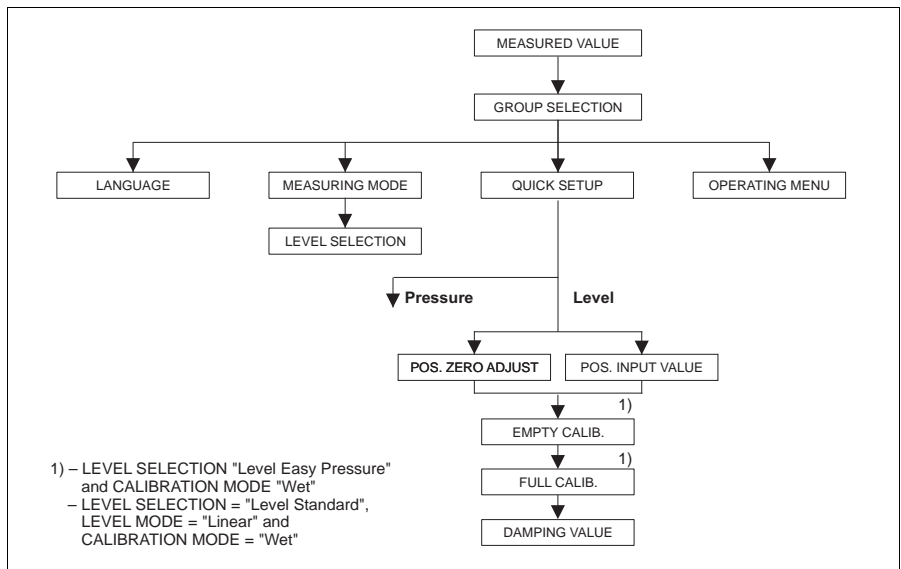 MEASURED VALUE
GROUP SELECTION
LANGUAGE
MEASURING MODE
QUICK SETUP
OPERATING MENU
LEVEL SELECTION
Pressure
Level
POS. ZERO ADJUST
POS. INPUT VALUE
1)
EMPTY CALIB.
1)
FULL CALIB.
DAMPING VALUE
1) – LEVEL SELECTION "Level Easy Pressure"
and CALIBRATION MODE "Wet"
– LEVEL SELECTION = "Level Standard",
LEVEL MODE = "Linear" and
CALIBRATION MODE = "Wet"